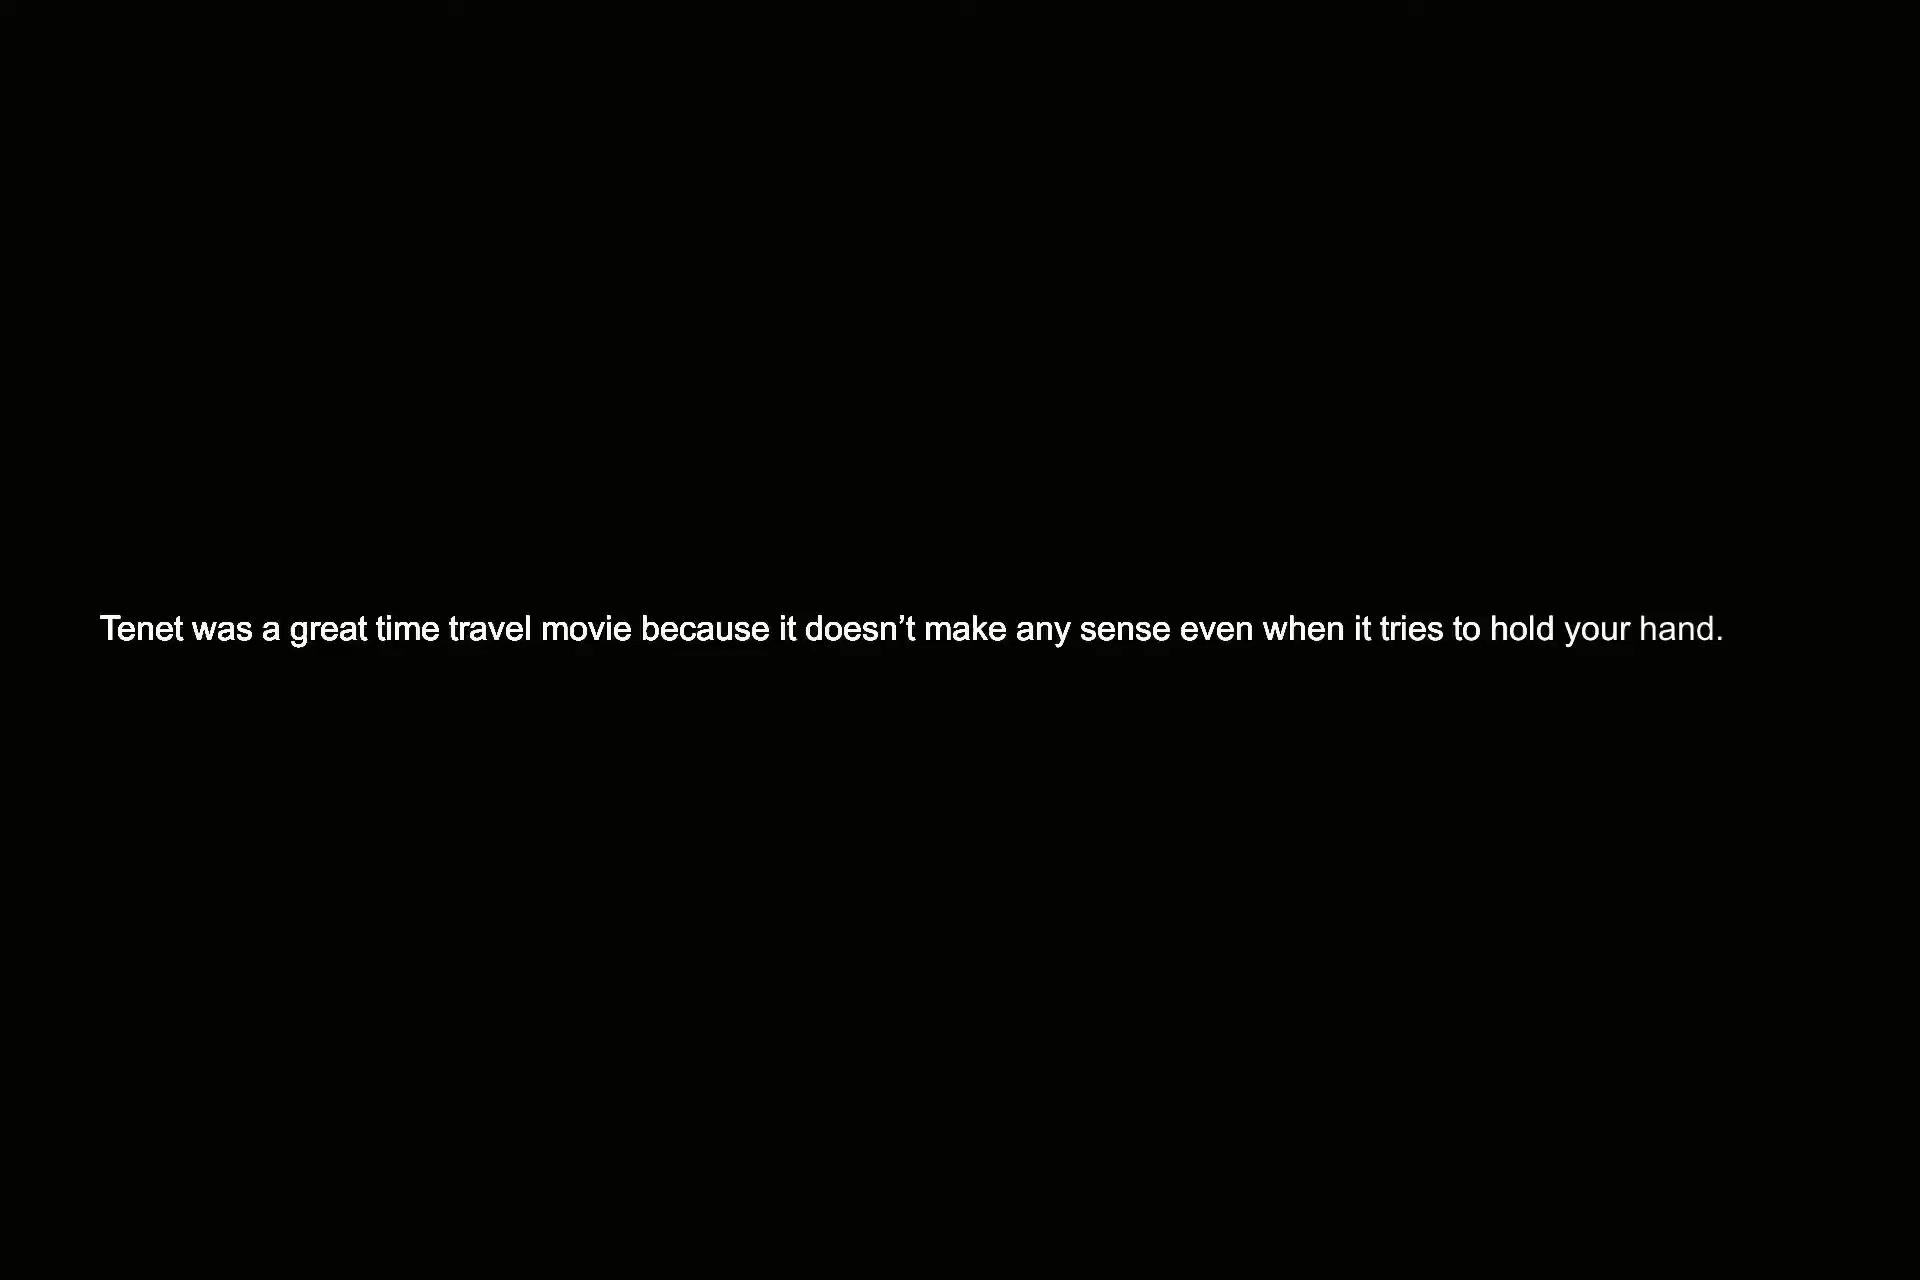 Tenet was a great time travel movie because it doesn’t make any sense even when it tries to hold your hand.